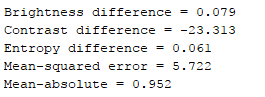 Brightness difference = 0.079
Contrast difference = -23.313
Entropy difference = 0.061
Mean-squared error = 5.722
Mean-absolute = 0.952